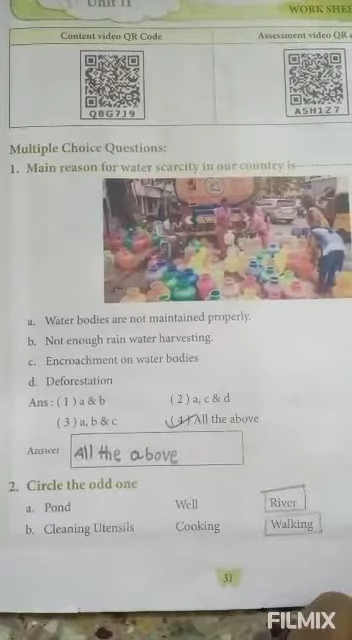 Unit II
WORK SHEE
Content video QR Code
Assessment video QR
QBG7J9
ASH1Z7
Multiple Choice Questions:
1. Main reason for water scarcity in our country is
a. Water bodies are not maintained properly.
b. Not enough rain water harvesting.
c. Encroachment on water bodies
d. Deforestation
Ans : ( 1 ) a & b ( 2 ) a, c & d
( 3 ) a, b & c ( 4 ) All the above
Answer All the above
2. Circle the odd one
a. Pond Well River
b. Cleaning Utensils Cooking Walking
31
FILMIX